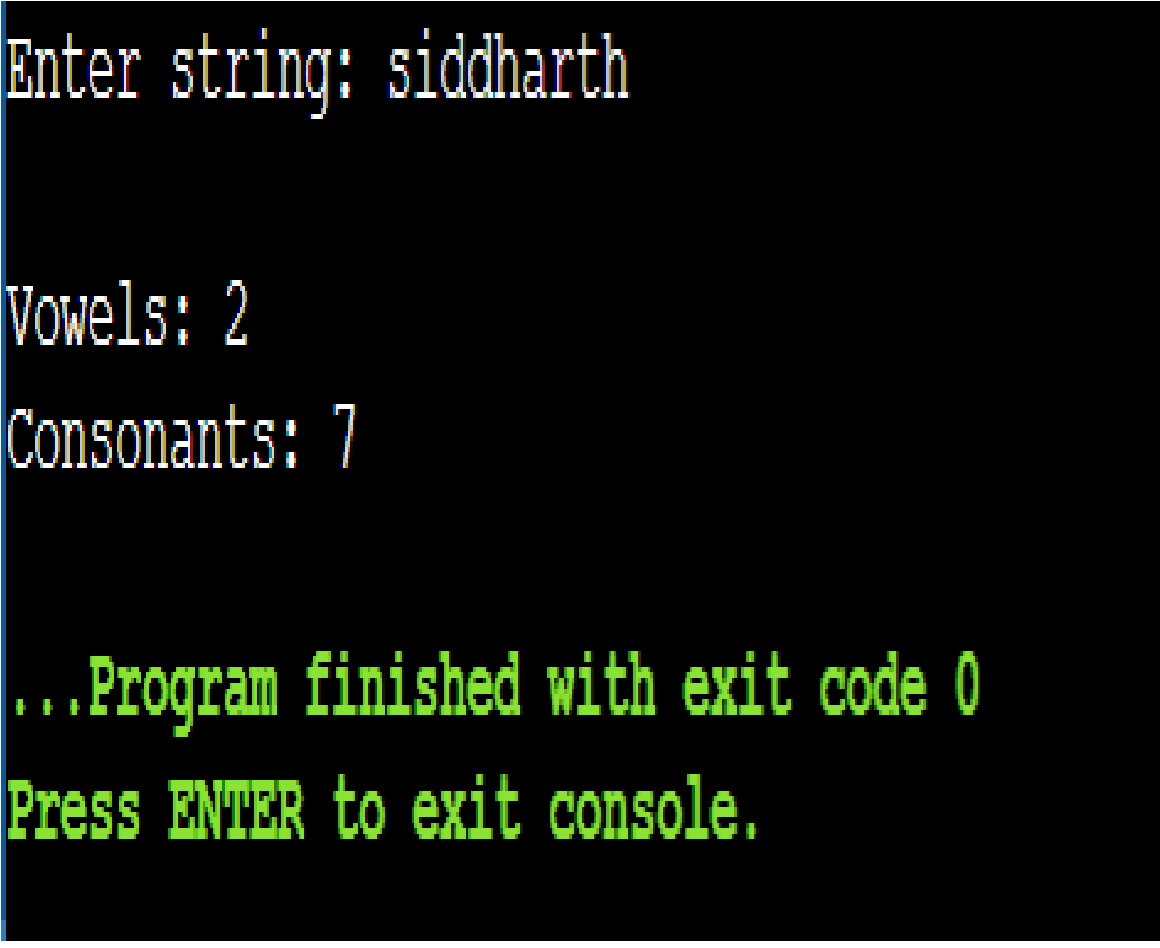 Enter string: siddharth
Vowels: 2
Consonants: 7
...Program finished with exit code 0
Press ENTER to exit console.